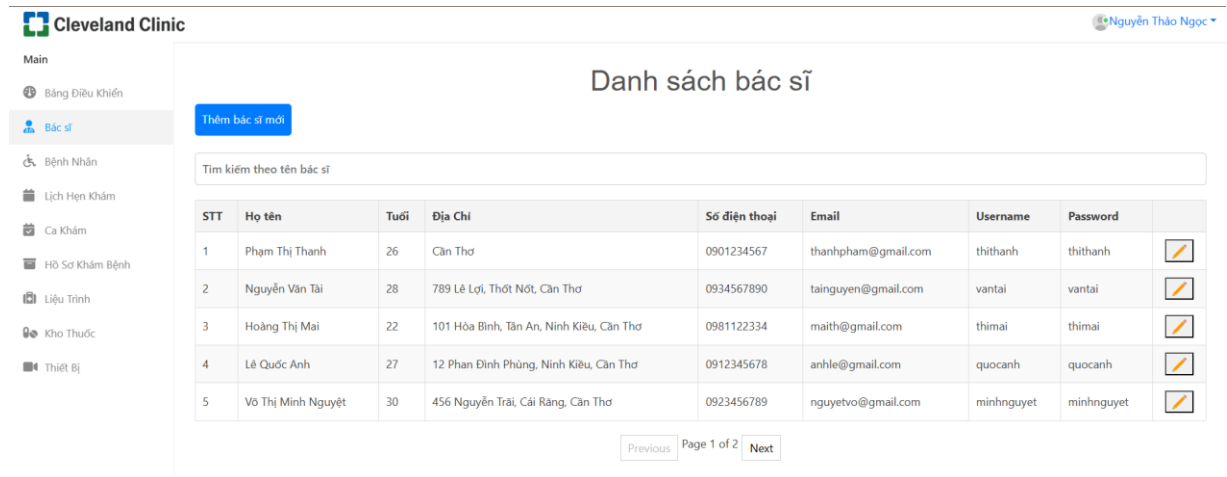 Cleveland Clinic
Nguyễn Thảo Ngọc
Main
Bảng Điều Khiển
Bác sĩ
Bệnh Nhân
Lịch Hẹn Khám
Ca Khám
Hồ Sơ Khám Bệnh
Liệu Trình
Kho Thuốc
Thiết Bị
Danh sách bác sĩ
Thêm bác sĩ mới
Tìm kiếm theo tên bác sĩ
STT Họ tên Tuổi Địa Chỉ Số điện thoại Email Username Password
1 Phạm Thị Thanh 26 Cần Thơ 0901234567 thanhpham@gmail.com thithanh thithanh
2 Nguyễn Văn Tài 28 789 Lê Lợi, Thốt Nốt, Cần Thơ 0934567890 tainguyen@gmail.com vantai vantai
3 Hoàng Thị Mai 22 101 Hòa Bình, Tân An, Ninh Kiều, Cần Thơ 0981122334 maith@gmail.com thimai thimai
4 Lê Quốc Anh 27 12 Phan Đình Phùng, Ninh Kiều, Cần Thơ 0912345678 anhle@gmail.com quocanh quocanh
5 Võ Thị Minh Nguyệt 30 456 Nguyễn Trãi, Cái Răng, Cần Thơ 0923456789 nguyetvo@gmail.com minhnguyet minhnguyet
Previous Page 1 of 2 Next